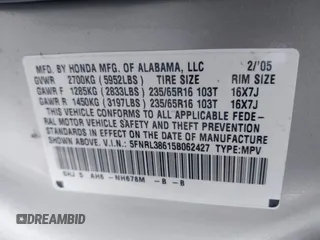 MFD. BY HONDA MFG. OF ALABAMA, LLC 2/'05
GVWR 2700KG (5952LBS) TIRE SIZE RIM SIZE
GAWR F 1285KG (2833LBS) 235/65R16 103T 16X7J
GAWR R 1450KG (3197LBS) 235/65R16 103T 16X7J
THIS VEHICLE CONFORMS TO ALL APPLICABLE FEDE-
RAL MOTOR VEHICLE SAFETY AND THEFT PREVENTION
STANDARDS IN EFFECT ON THE DATE OF MANUFACTURE
SHOWN ABOVE. V.I.N.: 5FNRL38615B062427 TYPE:MPV
SHJ S AH6 -NH678M -B -B
DREAMBID